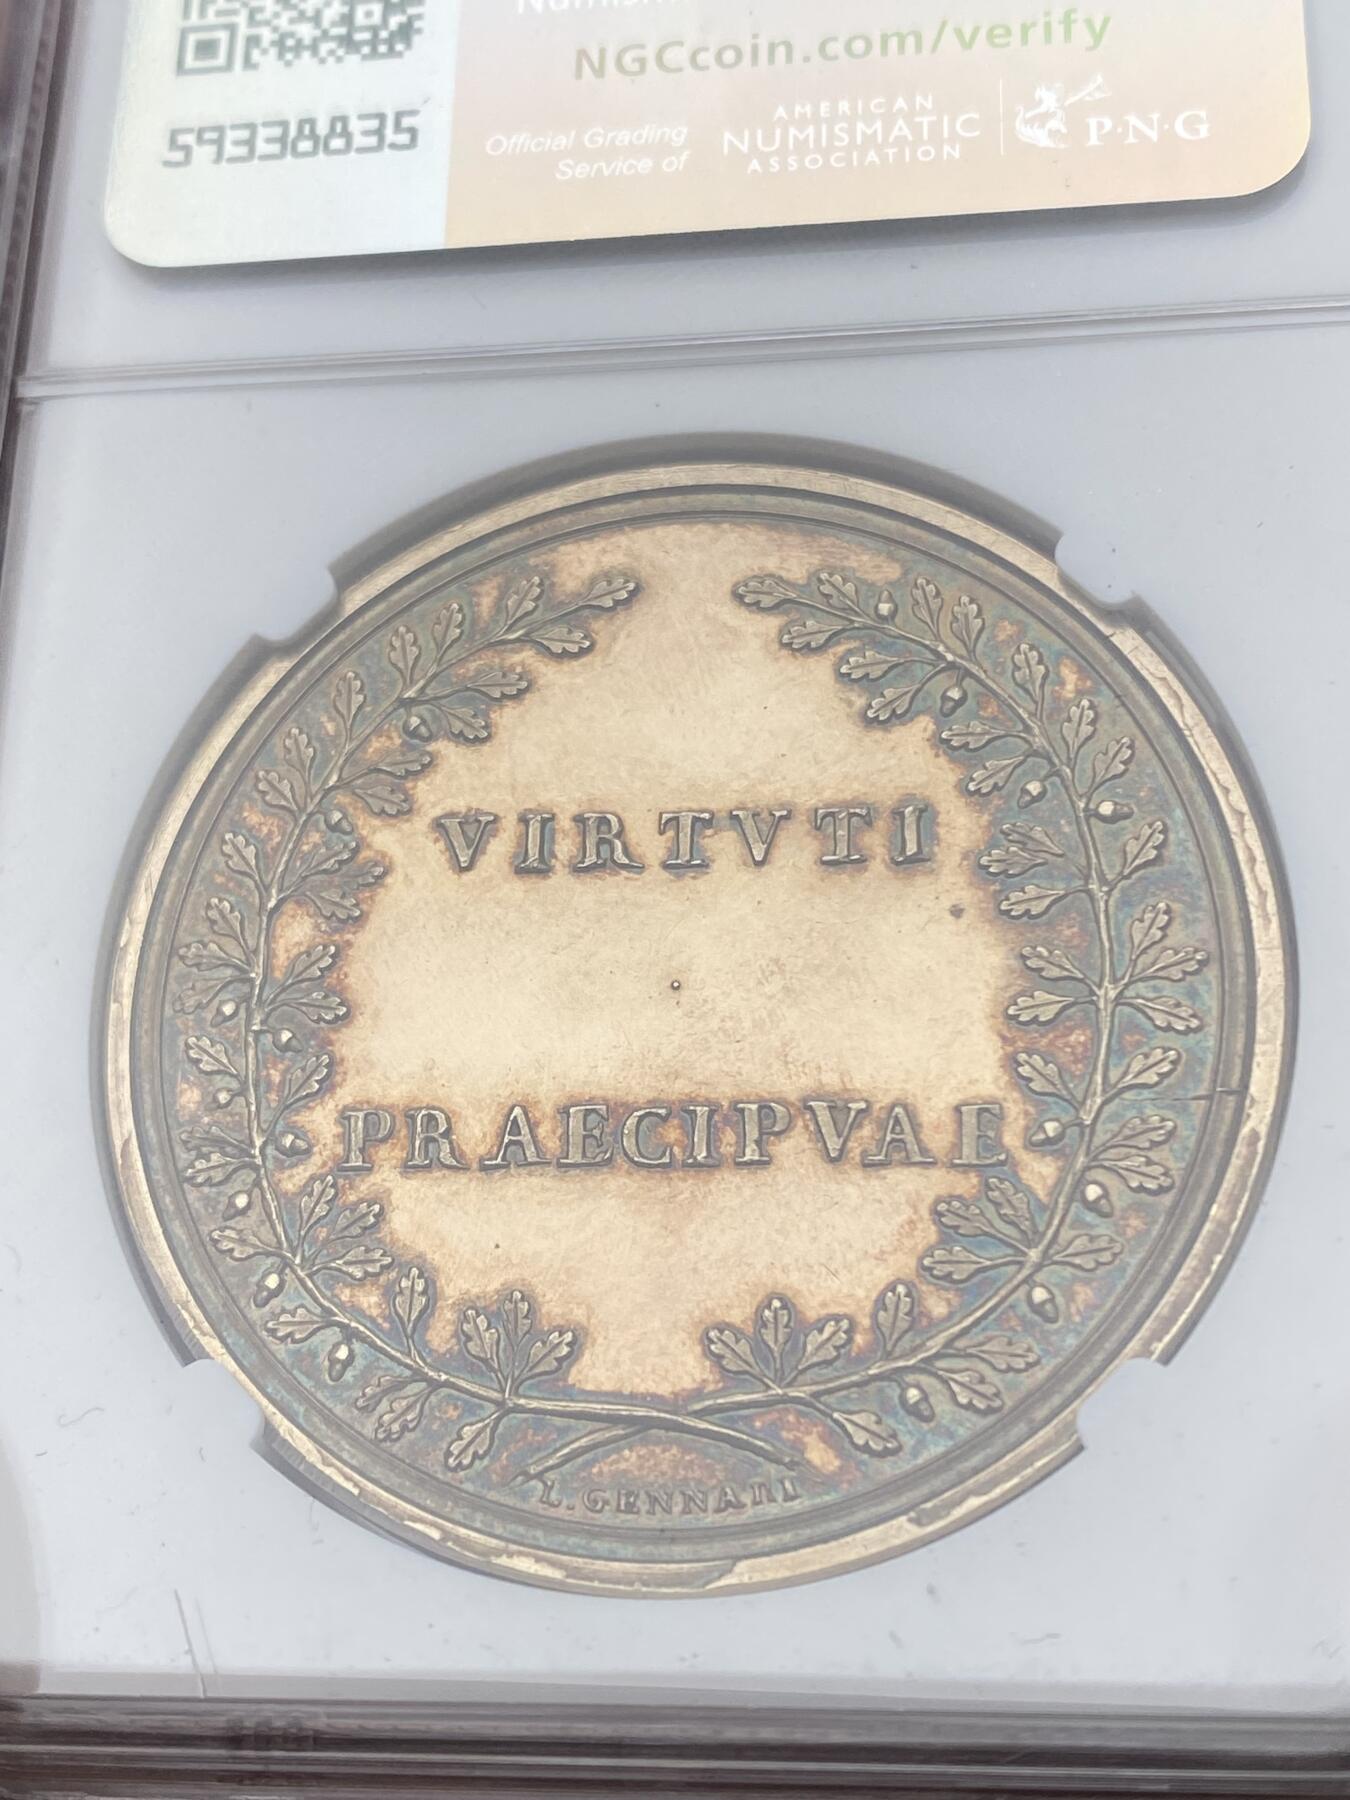 NGCcoin.com/verify
59338835
Official Grading
Service of
AMERICAN
NUMISMATIC
ASSOCIATION
P·N·G
VIRTVTI
PRAECIPVAE
L. GENNARI